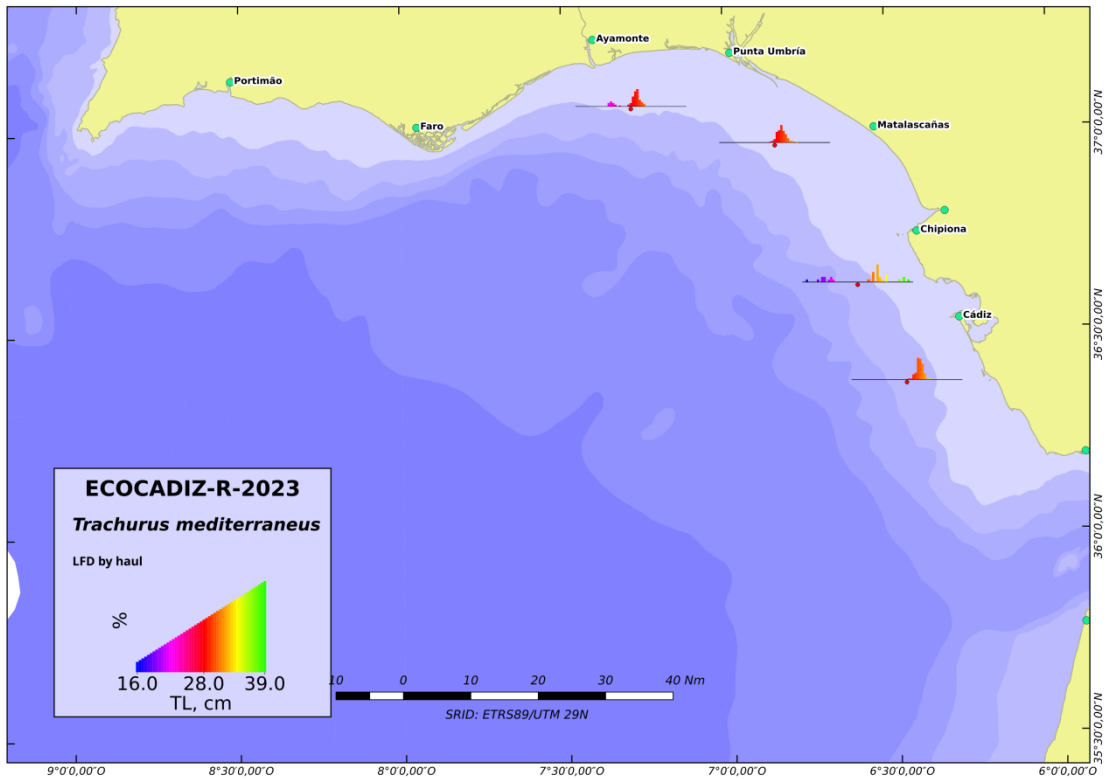 Ayamonte
Punta Umbría
Portimão
Faro
Matalascañas
Chipiona
Cádiz
37°0'0,00"N
36°30'0,00"N
36°0'0,00"N
35°30'0,00"N
ECOCADIZ-R-2023
Trachurus mediterraneus
LFD by haul
%
16.0 28.0 39.0
TL, cm
10 0 10 20 30 40 Nm
SRID: ETRS89/UTM 29N
9°0'0,00"O 8°30'0,00"O 8°0'0,00"O 7°30'0,00"O 7°0'0,00"O 6°30'0,00"O 6°0'0,00"O